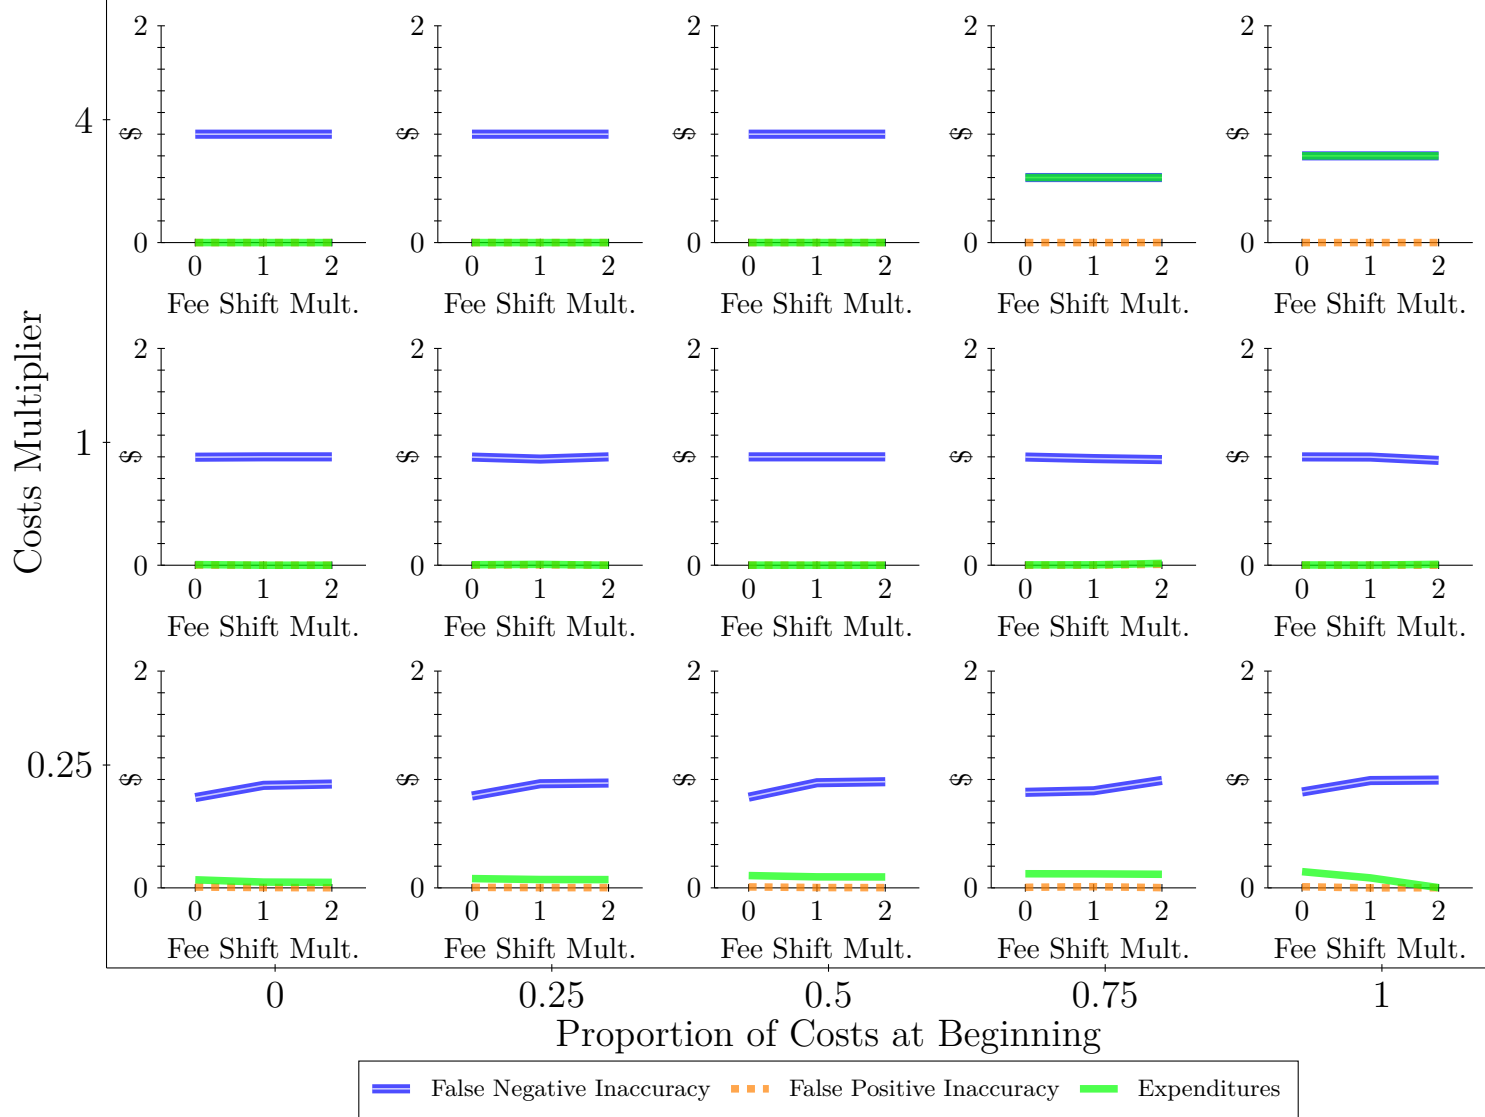 2 2 2 2 2
4 $ $ $ $ $
0 0 0 0 0
0 1 2 0 1 2 0 1 2 0 1 2 0 1 2
Fee Shift Mult. Fee Shift Mult. Fee Shift Mult. Fee Shift Mult. Fee Shift Mult.
Costs Multiplier
2 2 2 2 2
1 $ $ $ $ $
0 0 0 0 0
0 1 2 0 1 2 0 1 2 0 1 2 0 1 2
Fee Shift Mult. Fee Shift Mult. Fee Shift Mult. Fee Shift Mult. Fee Shift Mult.
2 2 2 2 2
0.25 $ $ $ $ $
0 0 0 0 0
0 1 2 0 1 2 0 1 2 0 1 2 0 1 2
Fee Shift Mult. Fee Shift Mult. Fee Shift Mult. Fee Shift Mult. Fee Shift Mult.
0 0.25 0.5 0.75 1
Proportion of Costs at Beginning
False Negative Inaccuracy False Positive Inaccuracy Expenditures